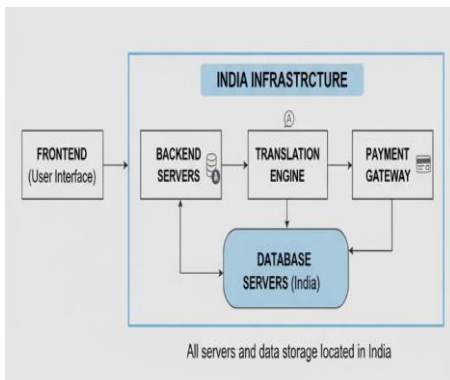 INDIA INFRASTRCTURE
FRONTEND
(User Interface)
BACKEND
SERVERS
A
TRANSLATION
ENGINE
PAYMENT
GATEWAY
DATABASE
SERVERS (India)
All servers and data storage located in India